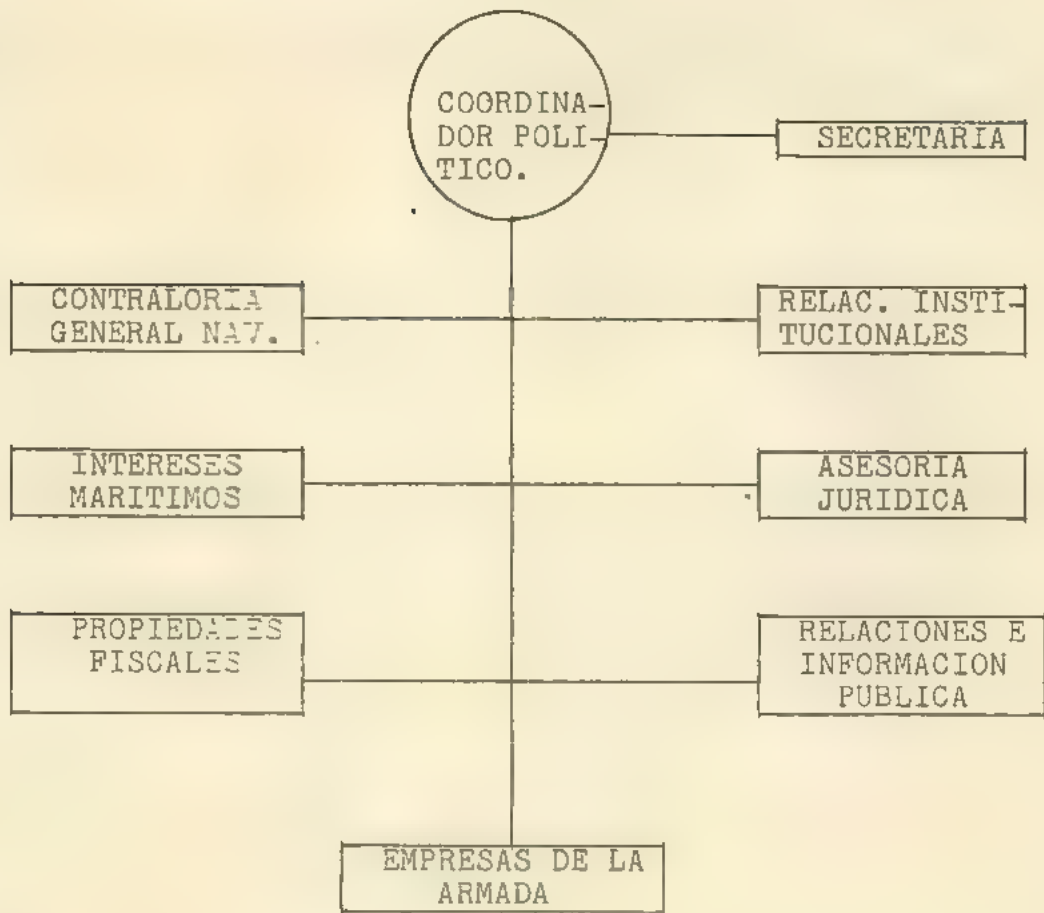 COORDINA-
DOR POLI-
TICO.
SECRETARIA
CONTRALORIA
GENERAL NAV.
RELAC. INSTI-
TUCIONALES
INTERESES
MARITIMOS
ASESORIA
JURIDICA
PROPIEDADES
FISCALES
RELACIONES E
INFORMACION
PUBLICA
EMPRESAS DE LA
ARMADA